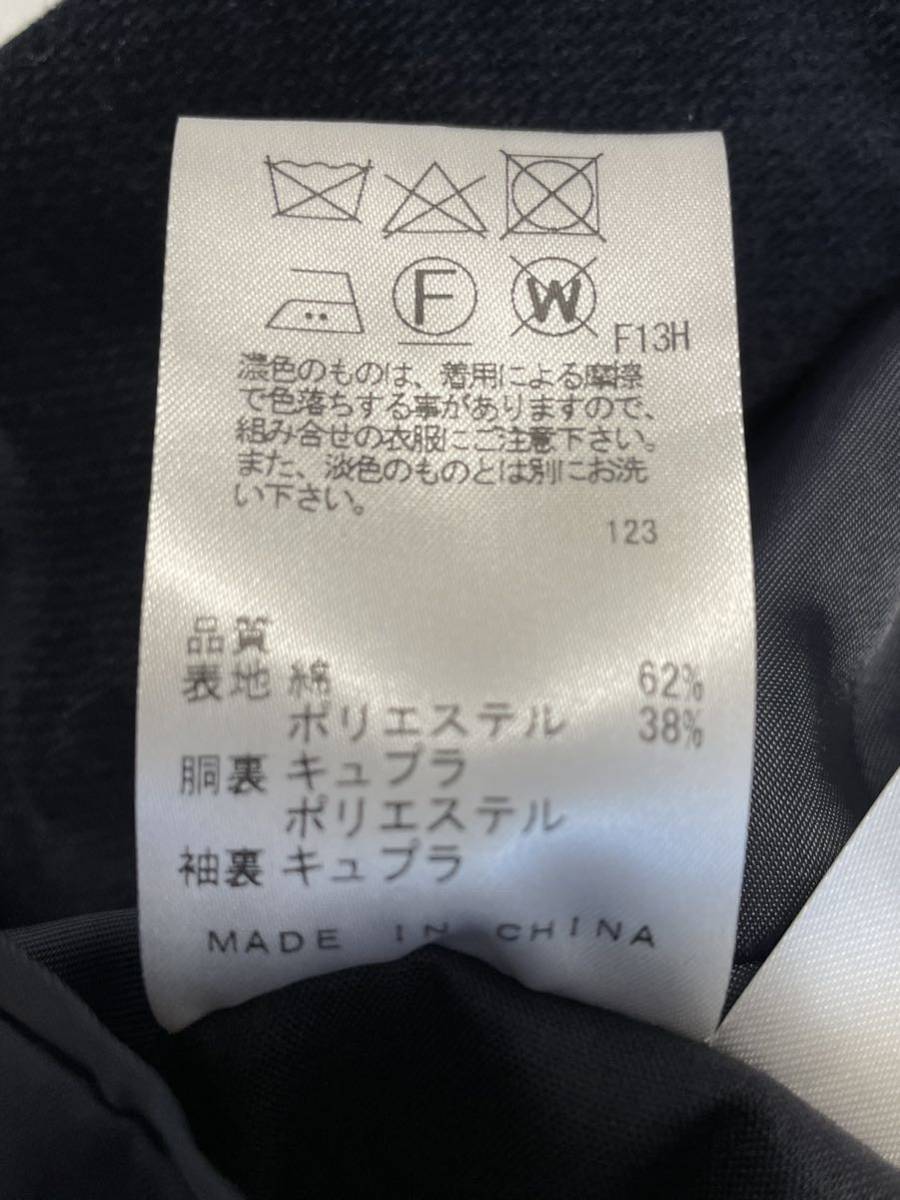 F W F13H
濃色のものは、着用による摩擦
で色落ちする事がありますので、
組み合せの衣服にご注意下さい。
また、淡色のものとは別にお洗
い下さい。
123
品質
表地 綿 62%
ポリエステル 38%
胴裏 キュプラ
ポリエステル
袖裏 キュプラ
MADE IN CHINA